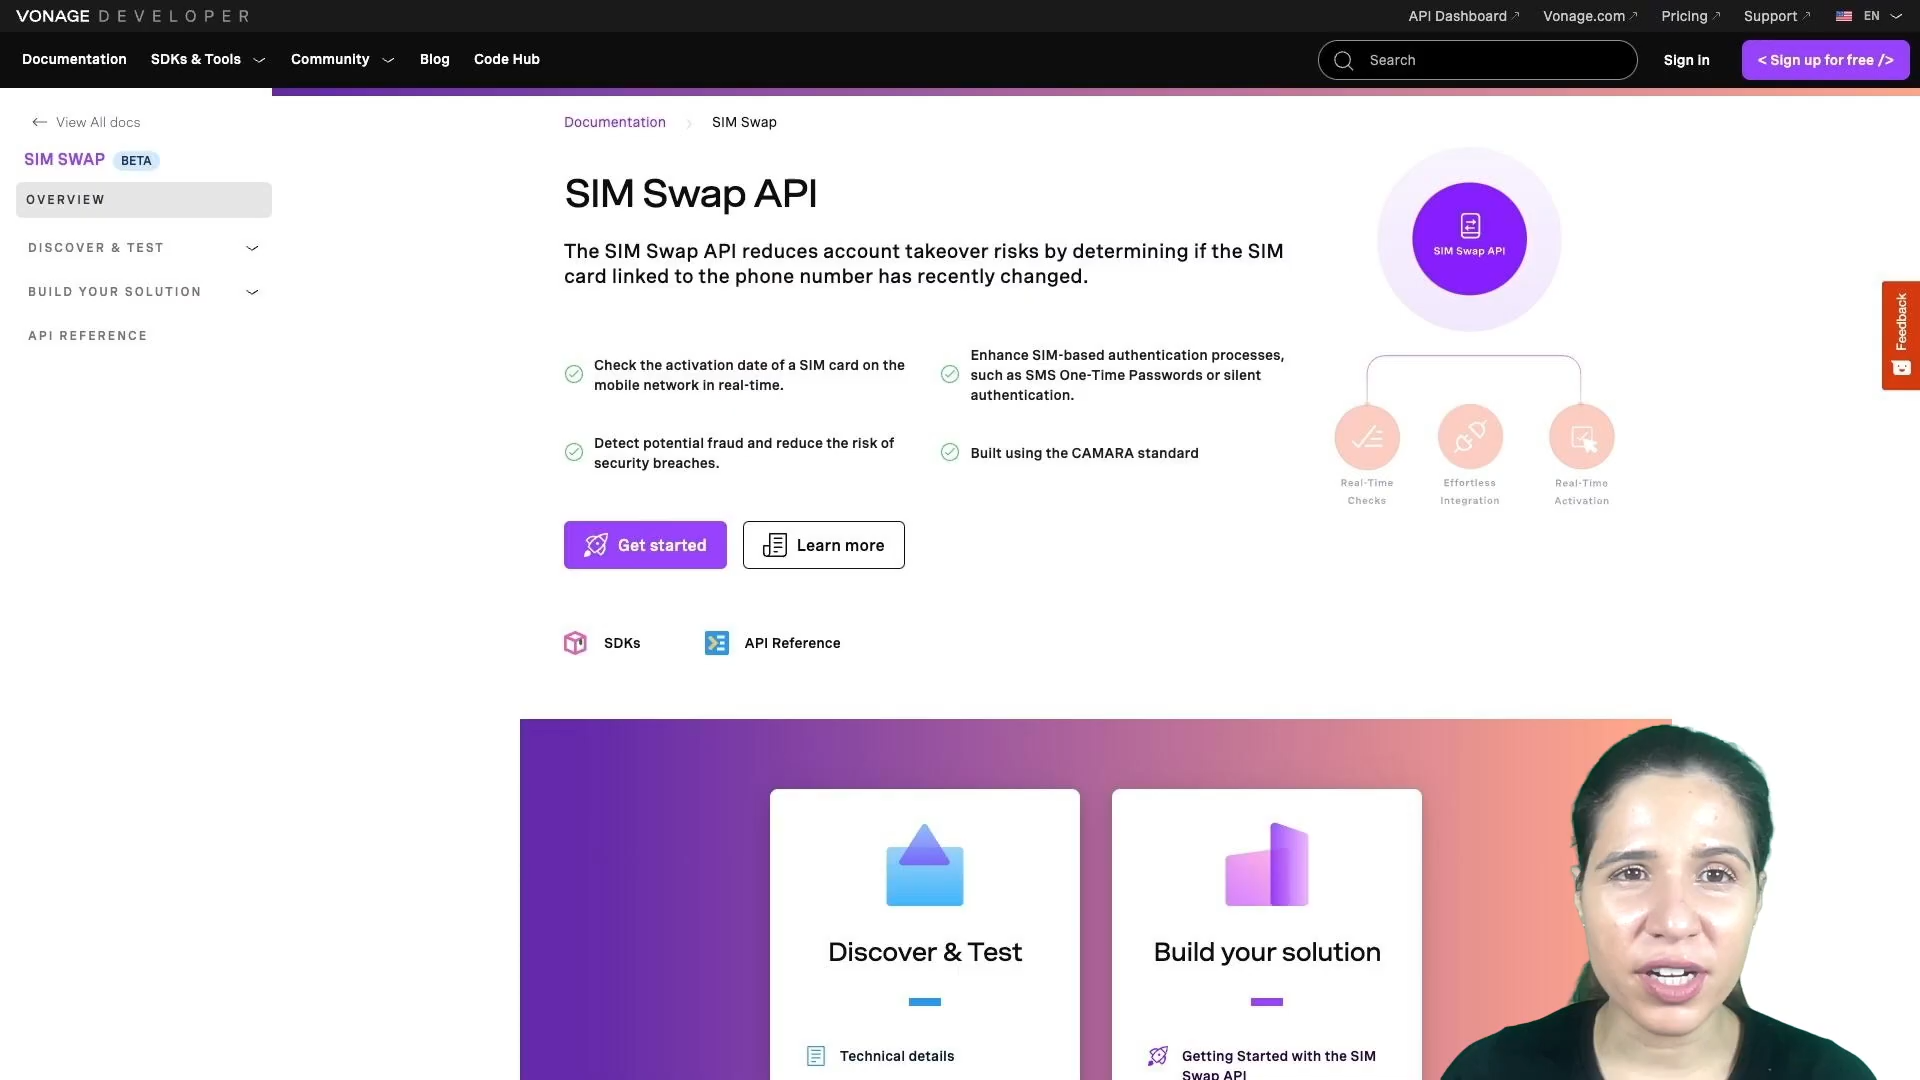 VONAGE DEVELOPER
API Dashboard
Vonage.com
Pricing
Support
EN
Documentation
SDKs & Tools
Community
Blog
Code Hub
Search
Sign in
< Sign up for free />
View All docs
SIM SWAP
BETA
OVERVIEW
DISCOVER & TEST
BUILD YOUR SOLUTION
API REFERENCE
Documentation
SIM Swap
SIM Swap API
The SIM Swap API reduces account takeover risks by determining if the SIM
card linked to the phone number has recently changed.
Check the activation date of a SIM card on the
mobile network in real-time.
Enhance SIM-based authentication processes,
such as SMS One-Time Passwords or silent
authentication.
Detect potential fraud and reduce the risk of
security breaches.
Built using the CAMARA standard
Get started
Learn more
SDKs
API Reference
SIM Swap API
Real-Time
Checks
Effortless
Integration
Real-Time
Activation
Feedback
Discover & Test
Technical details
Build your solution
Getting Started with the SIM
Swap API